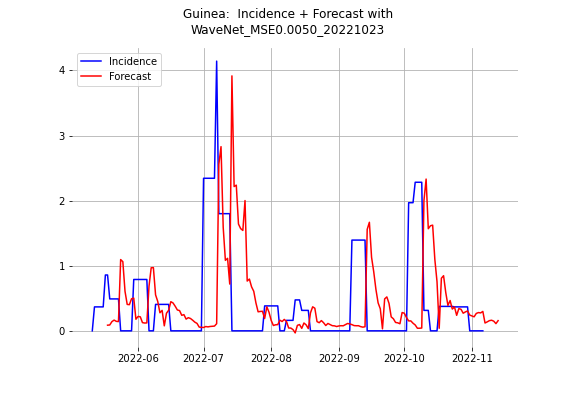 Guinea:  Incidence + Forecast with
WaveNet_MSE0.0050_20221023
Incidence
Forecast
4
3
2
1
0
2022-06 2022-07 2022-08 2022-09 2022-10 2022-11